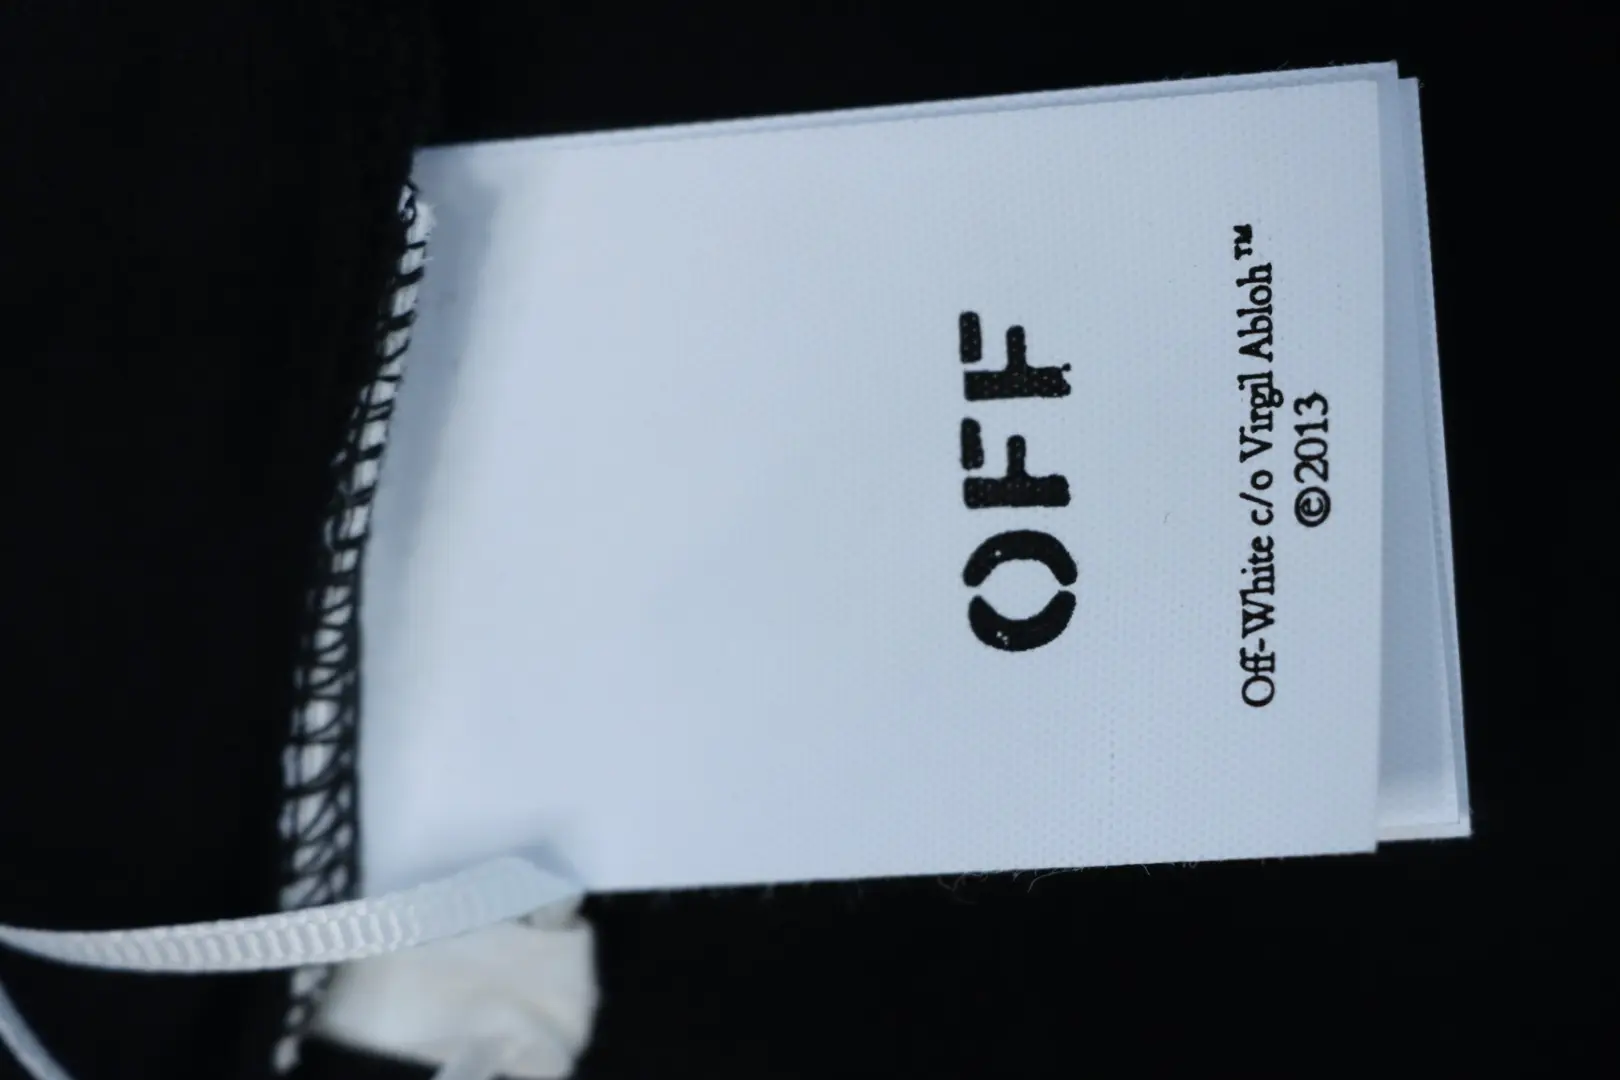 OFF
Off-White c/o Virgil Abloh™
©2013